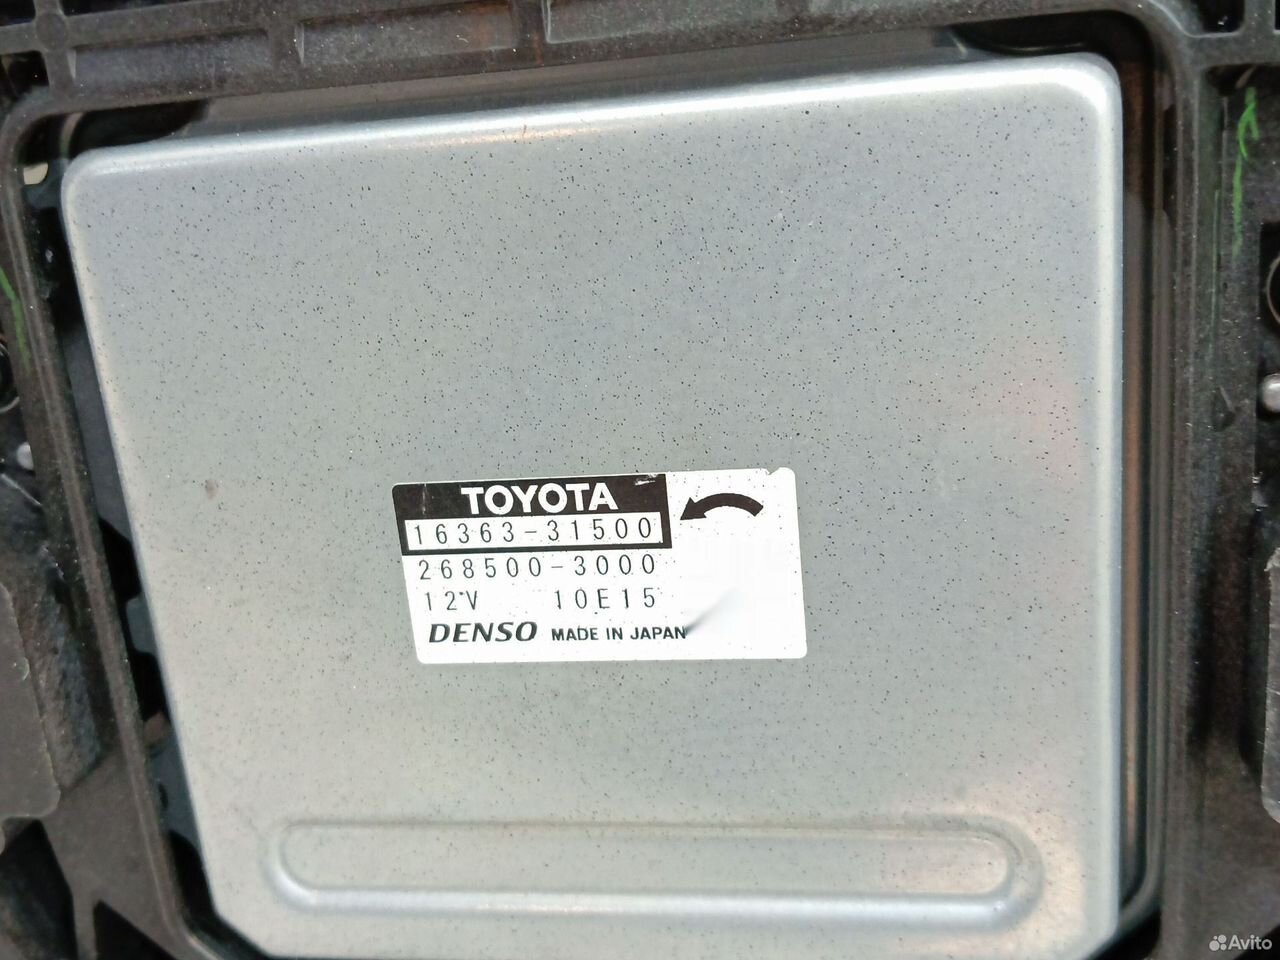 TOYOTA
16363-31500
268500-3000
12V 10E15
DENSO MADE IN JAPAN
Avito